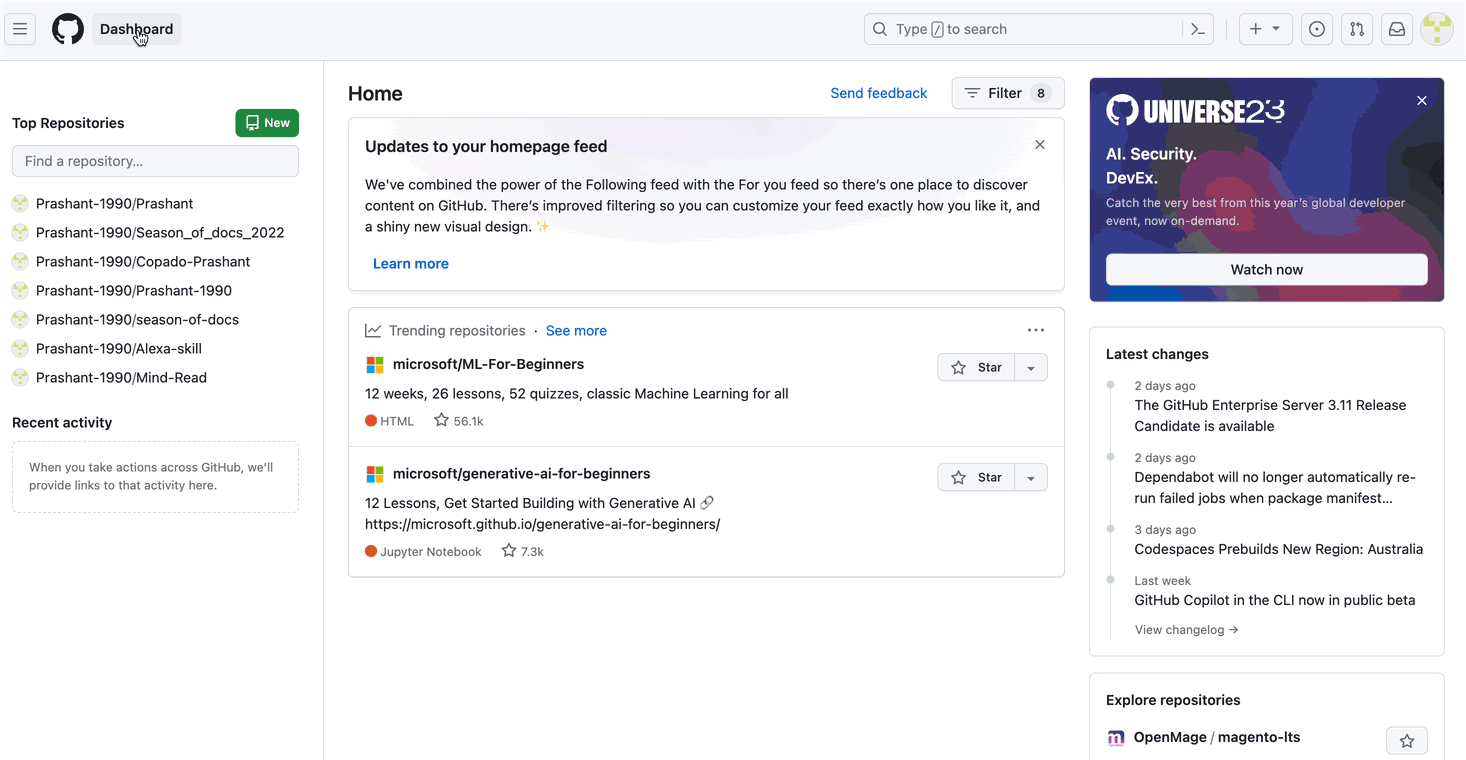 Dashboard
Type / to search
Top Repositories
New
Find a repository...
Prashant-1990/Prashant
Prashant-1990/Season_of_docs_2022
Prashant-1990/Copado-Prashant
Prashant-1990/Prashant-1990
Prashant-1990/season-of-docs
Prashant-1990/Alexa-skill
Prashant-1990/Mind-Read
Recent activity
When you take actions across GitHub, we'll
provide links to that activity here.
Home
Send feedback
Filter 8
Updates to your homepage feed
We've combined the power of the Following feed with the For you feed so there's one place to discover
content on GitHub. There's improved filtering so you can customize your feed exactly how you like it, and
a shiny new visual design. ✨
Learn more
Trending repositories · See more
microsoft/ML-For-Beginners
Star
12 weeks, 26 lessons, 52 quizzes, classic Machine Learning for all
HTML 56.1k
microsoft/generative-ai-for-beginners
Star
12 Lessons, Get Started Building with Generative AI 🔗
https://microsoft.github.io/generative-ai-for-beginners/
Jupyter Notebook 7.3k
UNIVERSE23
AI. Security.
DevEx.
Catch the very best from this year's global developer
event, now on-demand.
Watch now
Latest changes
2 days ago
The GitHub Enterprise Server 3.11 Release
Candidate is available
2 days ago
Dependabot will no longer automatically re-
run failed jobs when package manifest...
3 days ago
Codespaces Prebuilds New Region: Australia
Last week
GitHub Copilot in the CLI now in public beta
View changelog →
Explore repositories
OpenMage / magento-lts